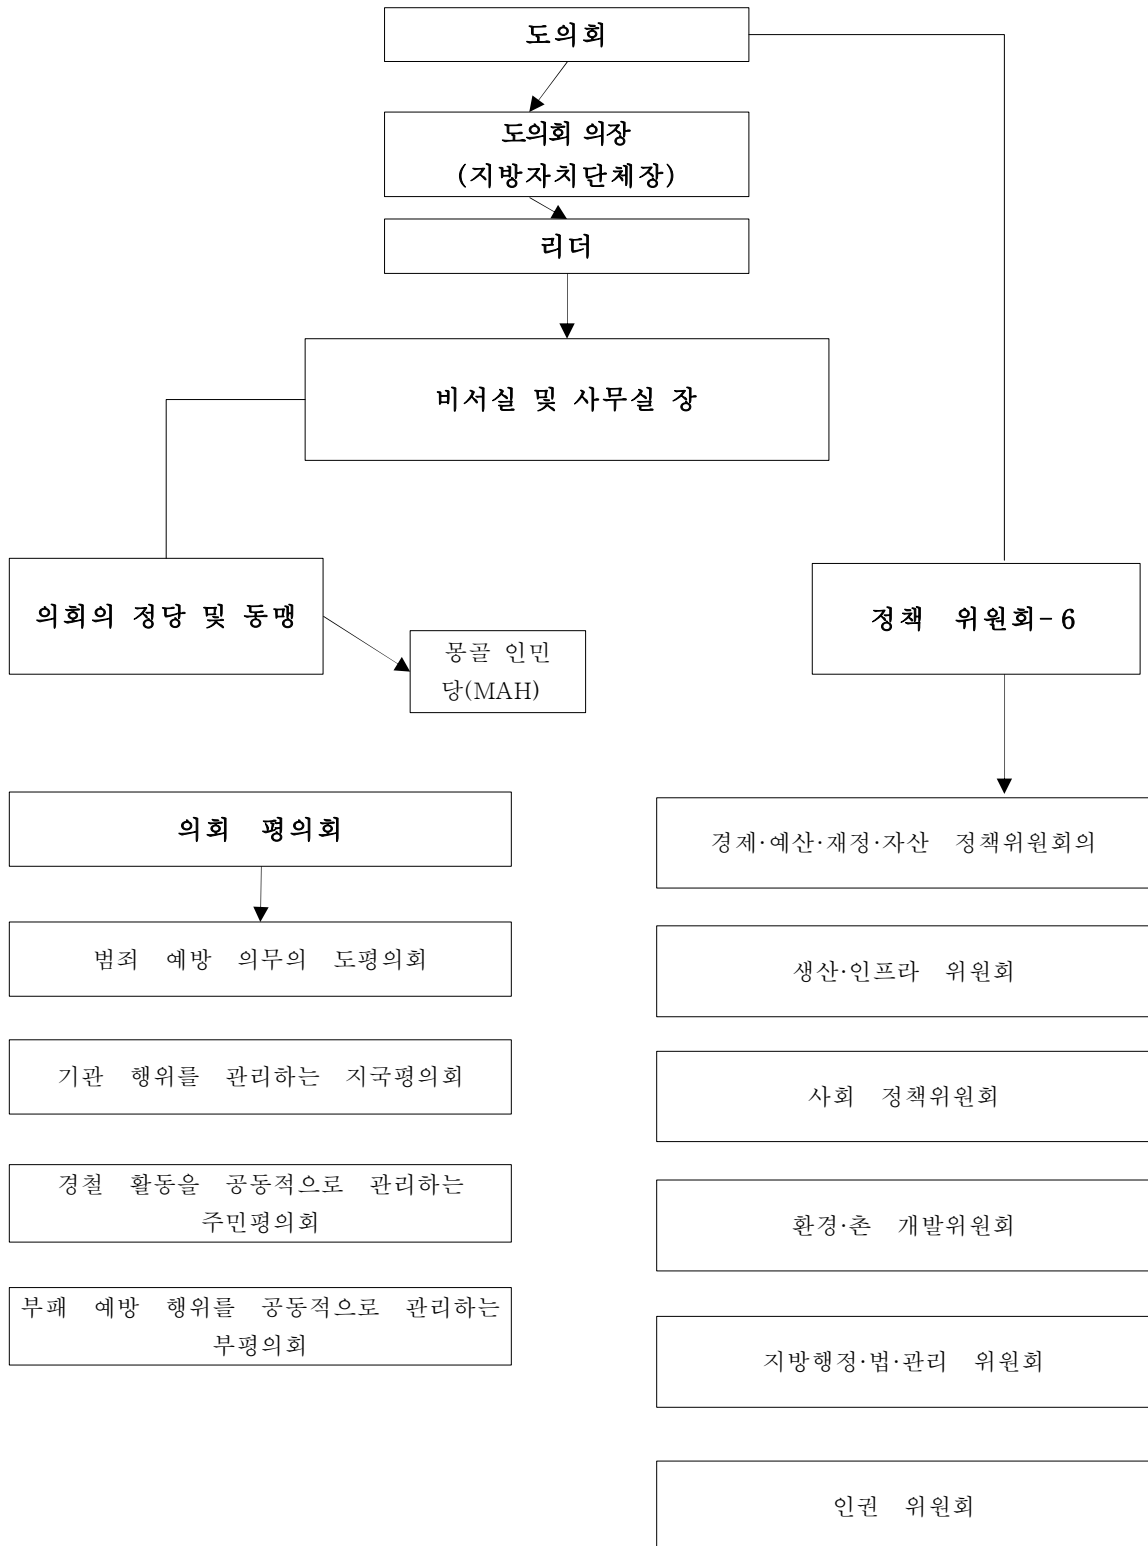 도의회
도의회 의장
(지방자치단체장)
리더
비서실 및 사무실 장
의회의 정당 및 동맹
몽골 인민
당(MAH)
정책 위원회-6
의회 평의회
범죄 예방 의무의 도평의회
기관 행위를 관리하는 지국평의회
경철 활동을 공동적으로 관리하는
주민평의회
부패 예방 행위를 공동적으로 관리하는
부평의회
경제·예산·재정·자산 정책위원회의
생산·인프라 위원회
사회 정책위원회
환경·촌 개발위원회
지방행정·법·관리 위원회
인권 위원회